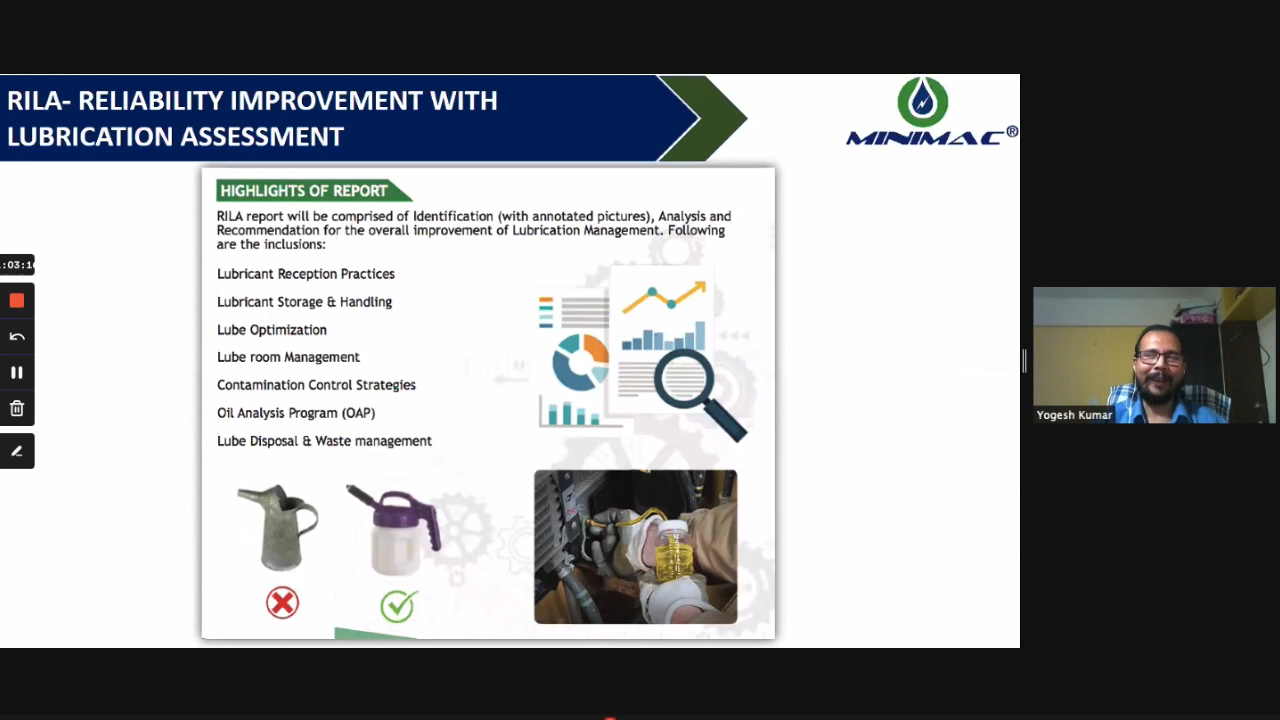 RILA- RELIABILITY IMPROVEMENT WITH
LUBRICATION ASSESSMENT
MINIMAC®
HIGHLIGHTS OF REPORT
RILA report will be comprised of Identification (with annotated pictures), Analysis and
Recommendation for the overall improvement of Lubrication Management. Following
are the inclusions:
Lubricant Reception Practices
Lubricant Storage & Handling
Lube Optimization
Lube room Management
Contamination Control Strategies
Oil Analysis Program (OAP)
Lube Disposal & Waste management
Yogesh Kumar